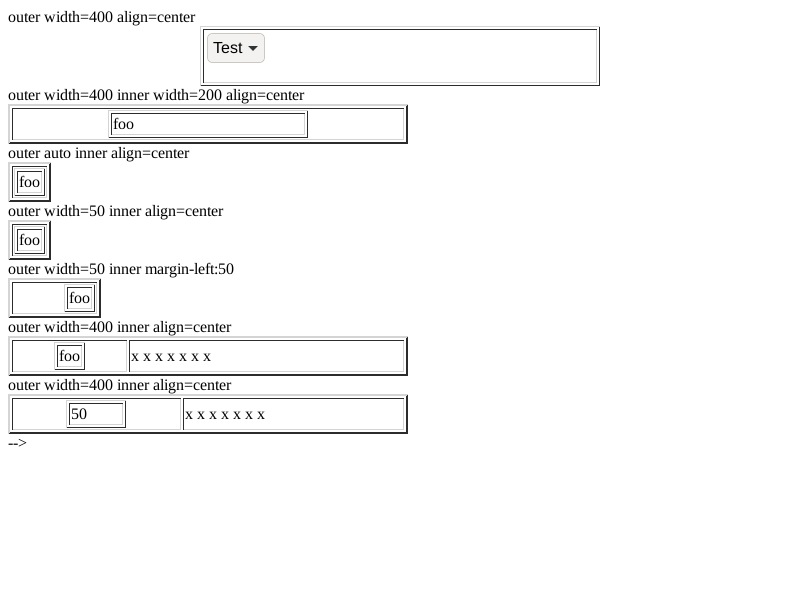 outer width=400 align=center
Test
outer width=400 inner width=200 align=center
foo
outer auto inner align=center
foo
outer width=50 inner align=center
foo
outer width=50 inner margin-left:50
foo
outer width=400 inner align=center
foo x x x x x x x
outer width=400 inner align=center
50 x x x x x x x
-->